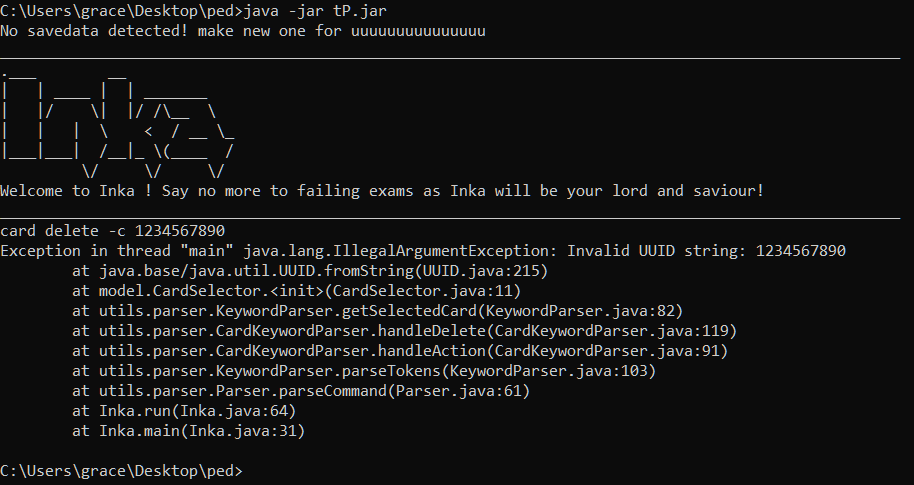 C:\Users\grace\Desktop\ped>java -jar tP.jar
No savedata detected! make new one for uuuuuuuuuuuuuuu
Inka
Welcome to Inka ! Say no more to failing exams as Inka will be your lord and saviour!
card delete -c 1234567890
Exception in thread "main" java.lang.IllegalArgumentException: Invalid UUID string: 1234567890
at java.base/java.util.UUID.fromString(UUID.java:215)
at model.CardSelector.<init>(CardSelector.java:11)
at utils.parser.KeywordParser.getSelectedCard(KeywordParser.java:82)
at utils.parser.CardKeywordParser.handleDelete(CardKeywordParser.java:119)
at utils.parser.CardKeywordParser.handleAction(CardKeywordParser.java:91)
at utils.parser.KeywordParser.parseTokens(KeywordParser.java:103)
at utils.parser.Parser.parseCommand(Parser.java:61)
at Inka.run(Inka.java:64)
at Inka.main(Inka.java:31)
C:\Users\grace\Desktop\ped>